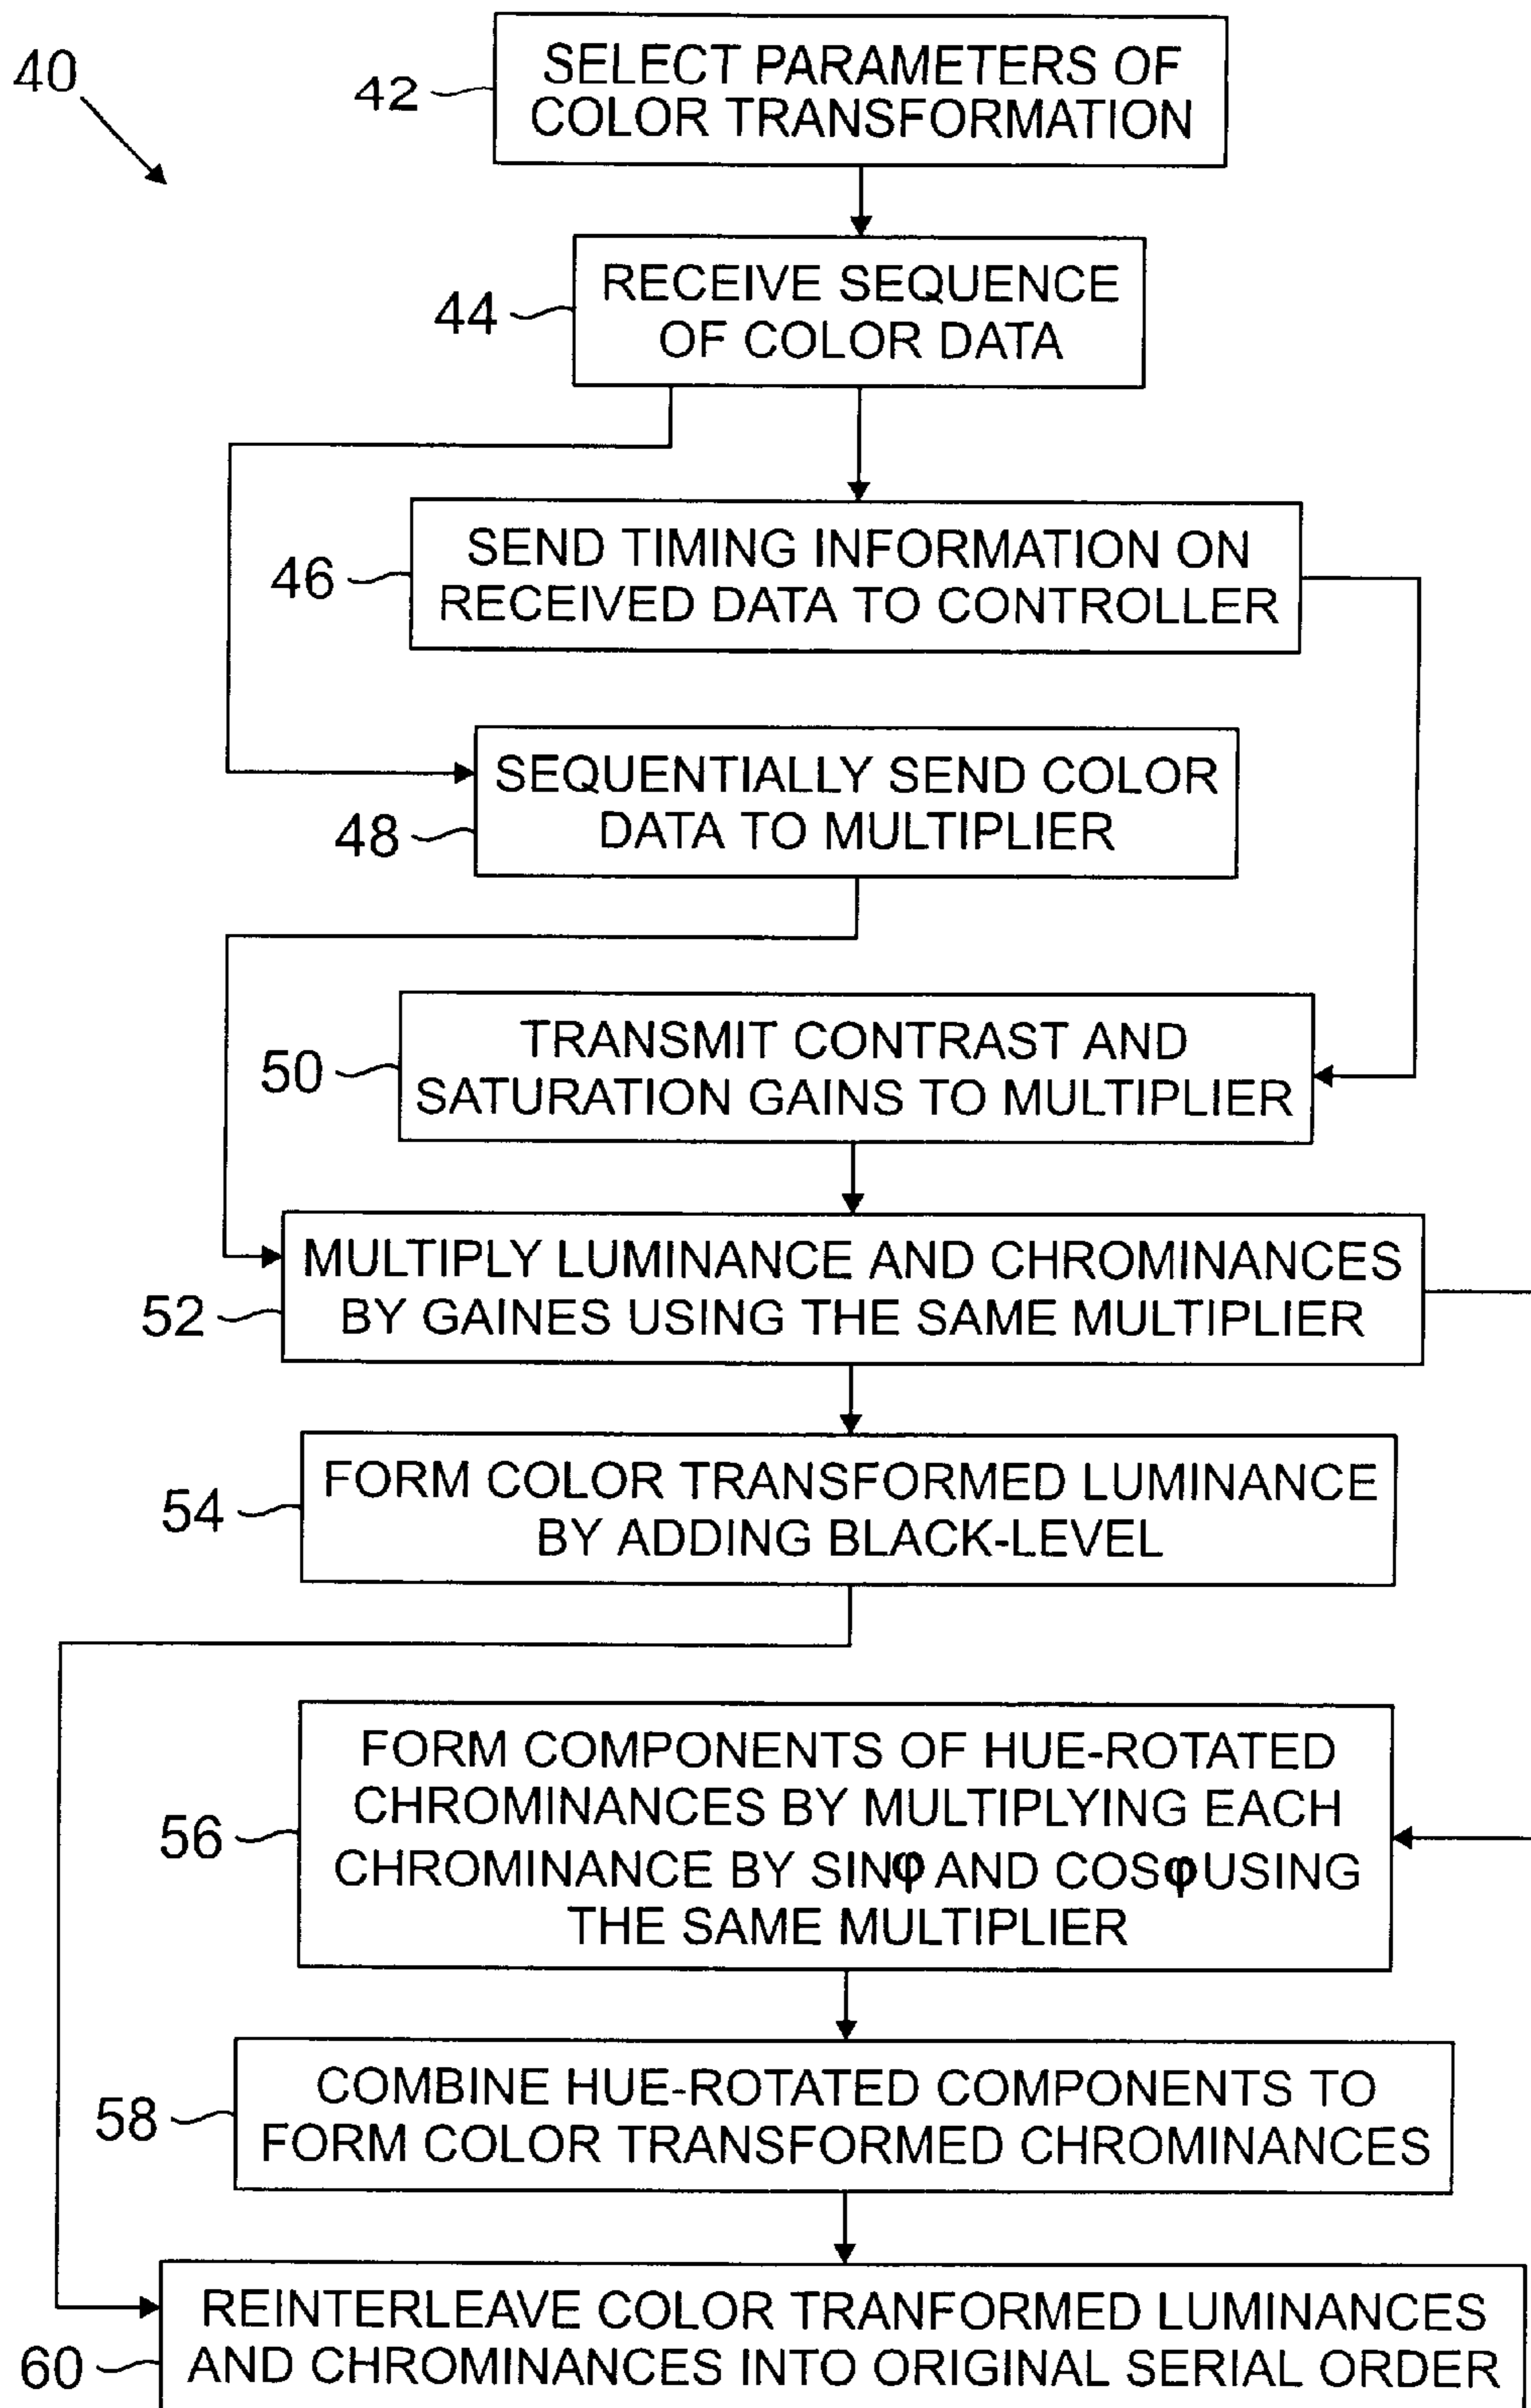 40
42
SELECT PARAMETERS OF
COLOR TRANSFORMATION
44
RECEIVE SEQUENCE
OF COLOR DATA
46
SEND TIMING INFORMATION ON
RECEIVED DATA TO CONTROLLER
48
SEQUENTIALLY SEND COLOR
DATA TO MULTIPLIER
50
TRANSMIT CONTRAST AND
SATURATION GAINS TO MULTIPLIER
52
MULTIPLY LUMINANCE AND CHROMINANCES
BY GAINES USING THE SAME MULTIPLIER
54
FORM COLOR TRANSFORMED LUMINANCE
BY ADDING BLACK-LEVEL
56
FORM COMPONENTS OF HUE-ROTATED
CHROMINANCES BY MULTIPLYING EACH
CHROMINANCE BY SINφ AND COSφ USING
THE SAME MULTIPLIER
58
COMBINE HUE-ROTATED COMPONENTS TO
FORM COLOR TRANSFORMED CHROMINANCES
60
REINTERLEAVE COLOR TRANFORMED LUMINANCES
AND CHROMINANCES INTO ORIGINAL SERIAL ORDER